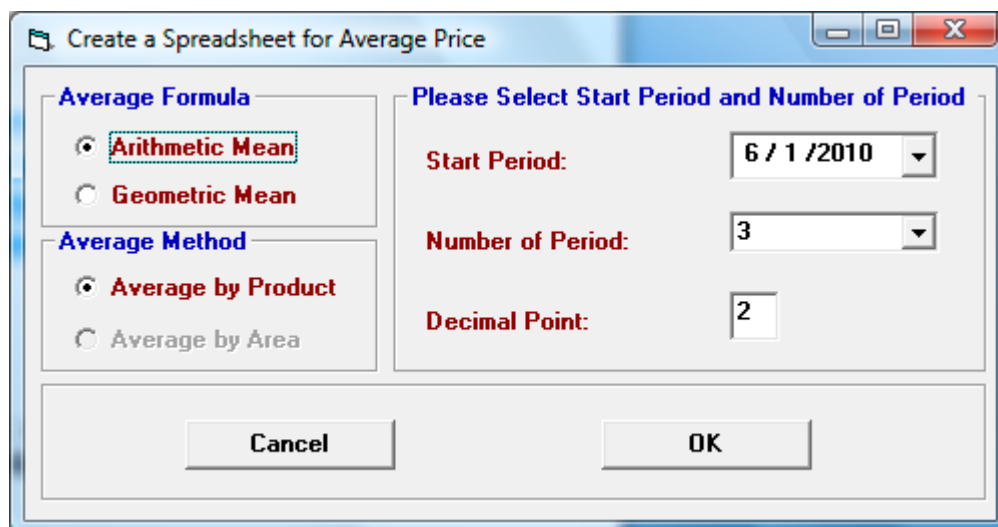 Create a Spreadsheet for Average Price
Average Formula
Arithmetic Mean
Geometric Mean
Average Method
Average by Product
Average by Area
Please Select Start Period and Number of Period
Start Period:
6 / 1 /2010
Number of Period:
3
Decimal Point:
2
Cancel
OK